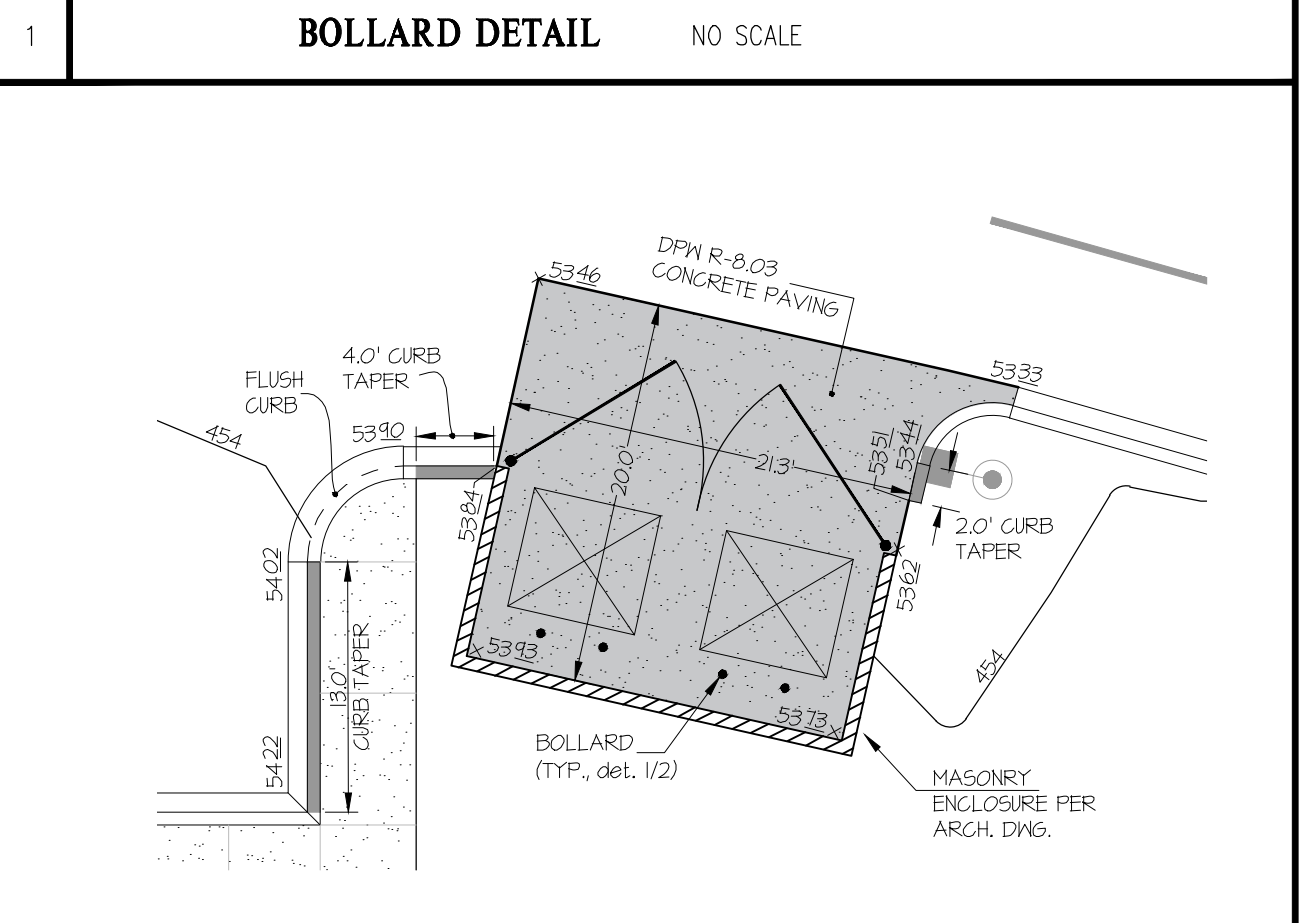 1
BOLLARD DETAIL
NO SCALE
DPW R-8.03
CONCRETE PAVING
5346
5333
4.0' CURB
TAPER
FLUSH
CURB
5390
454
5351
5344
21.3'
20.0'
5384
2.0' CURB
TAPER
5402
5362
13.0'
CURB TAPER
5393
454
5373
5422
BOLLARD
(TYP., det. 1/2)
MASONRY
ENCLOSURE PER
ARCH. DWG.